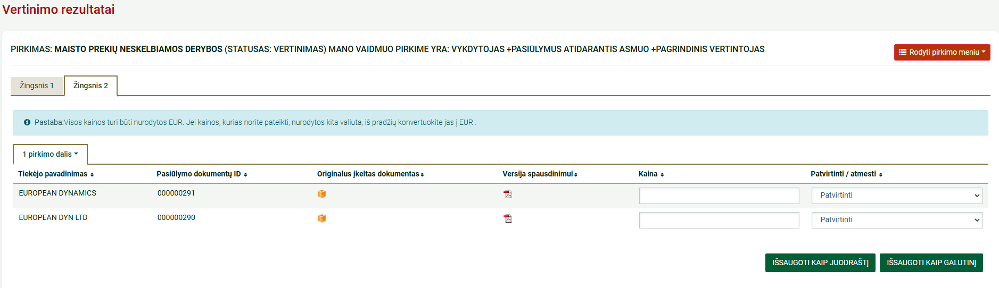 Vertinimo rezultatai
PIRKIMAS: MAISTO PREKIŲ NESKELBIAMOS DERYBOS (STATUSAS: VERTINIMAS) MANO VAIDMUO PIRKIME YRA: VYKDYTOJAS +PASIŪLYMUS ATIDARANTIS ASMUO +PAGRINDINIS VERTINTOJAS
Rodyti pirkimo meniu
Žingsnis 1 Žingsnis 2
Pastaba:Visos kainos turi būti nurodytos EUR. Jei kainos, kurias norite pateikti, nurodytos kita valiuta, iš pradžių konvertuokite jas į EUR .
1 pirkimo dalis
Tiekėjo pavadinimas Pasiūlymo dokumentų ID Originalus įkeltas dokumentas Versija spausdinimui Kaina Patvirtinti / atmesti
EUROPEAN DYNAMICS 000000291 Patvirtinti
EUROPEAN DYN LTD 000000290 Patvirtinti
IŠSAUGOTI KAIP JUODRAŠTĮ IŠSAUGOTI KAIP GALUTINĮ